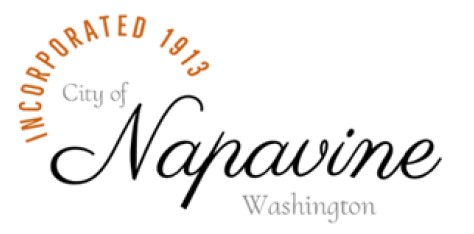 INCORPORATED 1913
City of
Napavine
Washington